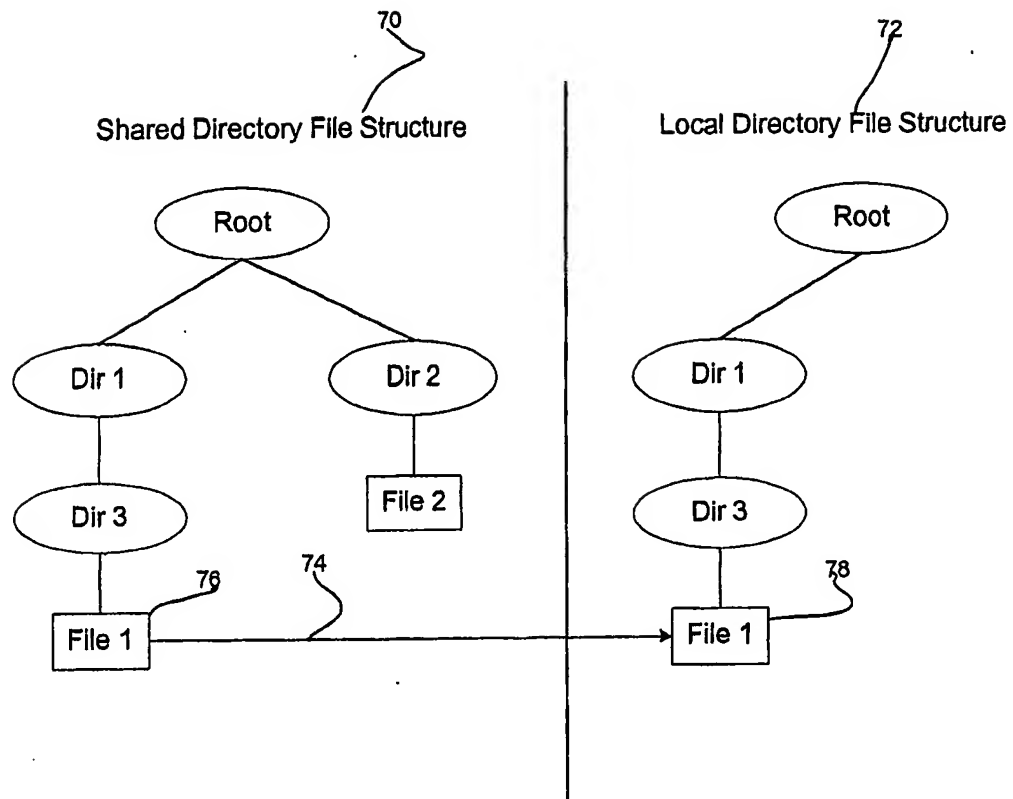 70
72
Shared Directory File Structure
Local Directory File Structure
Root
Root
Dir 1
Dir 2
Dir 1
File 2
Dir 3
Dir 3
76
74
78
File 1
File 1